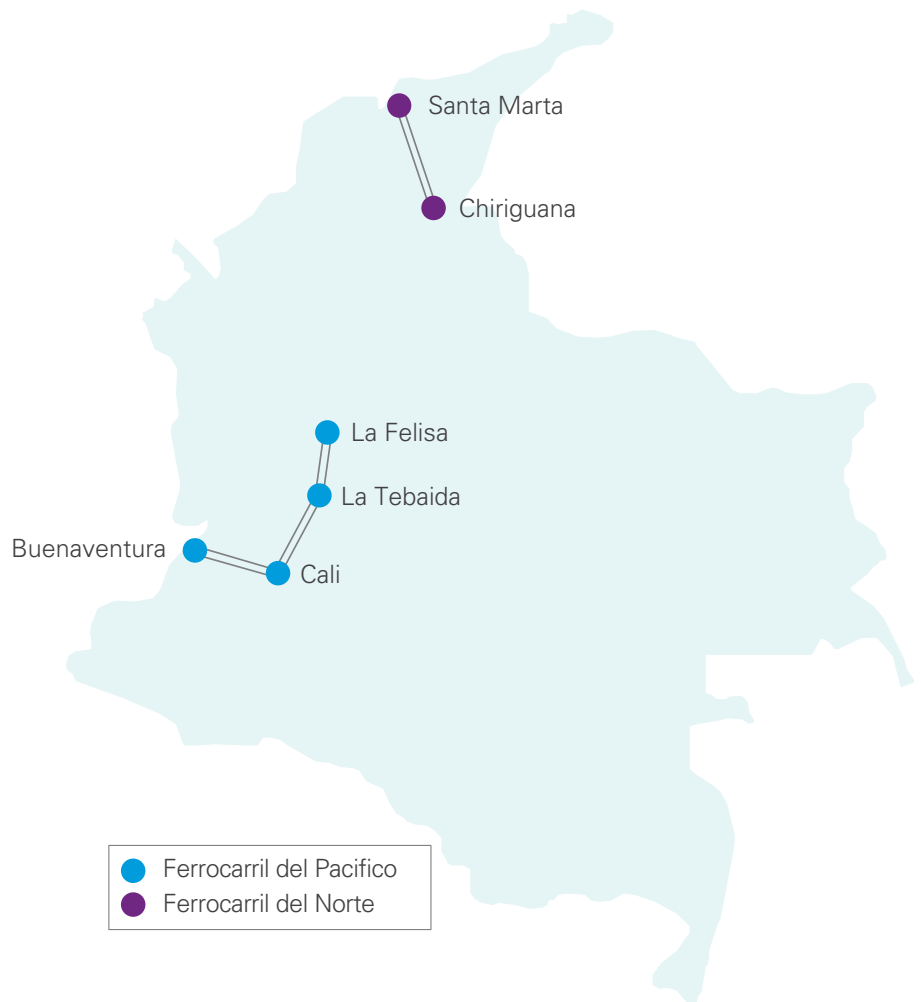 Santa Marta
Chiriguana
La Felisa
La Tebaida
Buenaventura
Cali
Ferrocarril del Pacifico
Ferrocarril del Norte